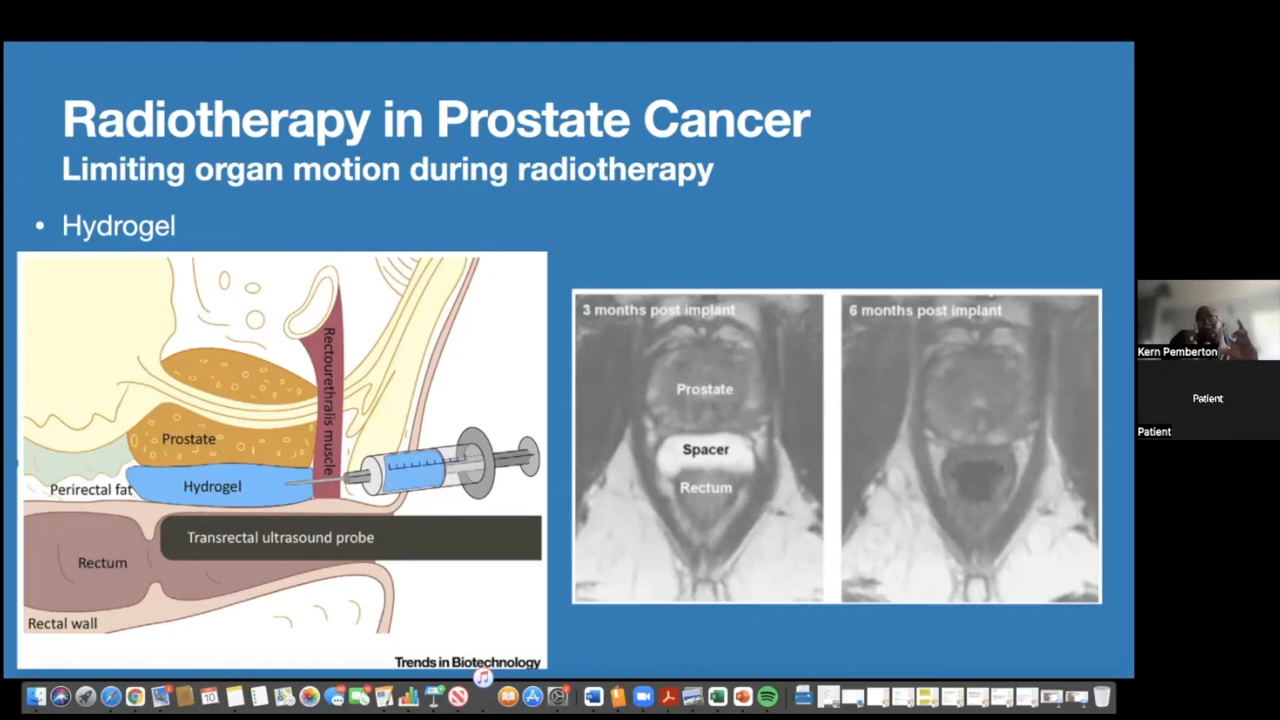 Radiotherapy in Prostate Cancer
Limiting organ motion during radiotherapy
• Hydrogel
Rectourethralis muscle
Prostate
Perirectal fat
Hydrogel
Transrectal ultrasound probe
Rectum
Rectal wall
Trends in Biotechnology
3 months post implant
Prostate
Spacer
Rectum
6 months post implant
Kern Pemberton
Patient
Patient
10